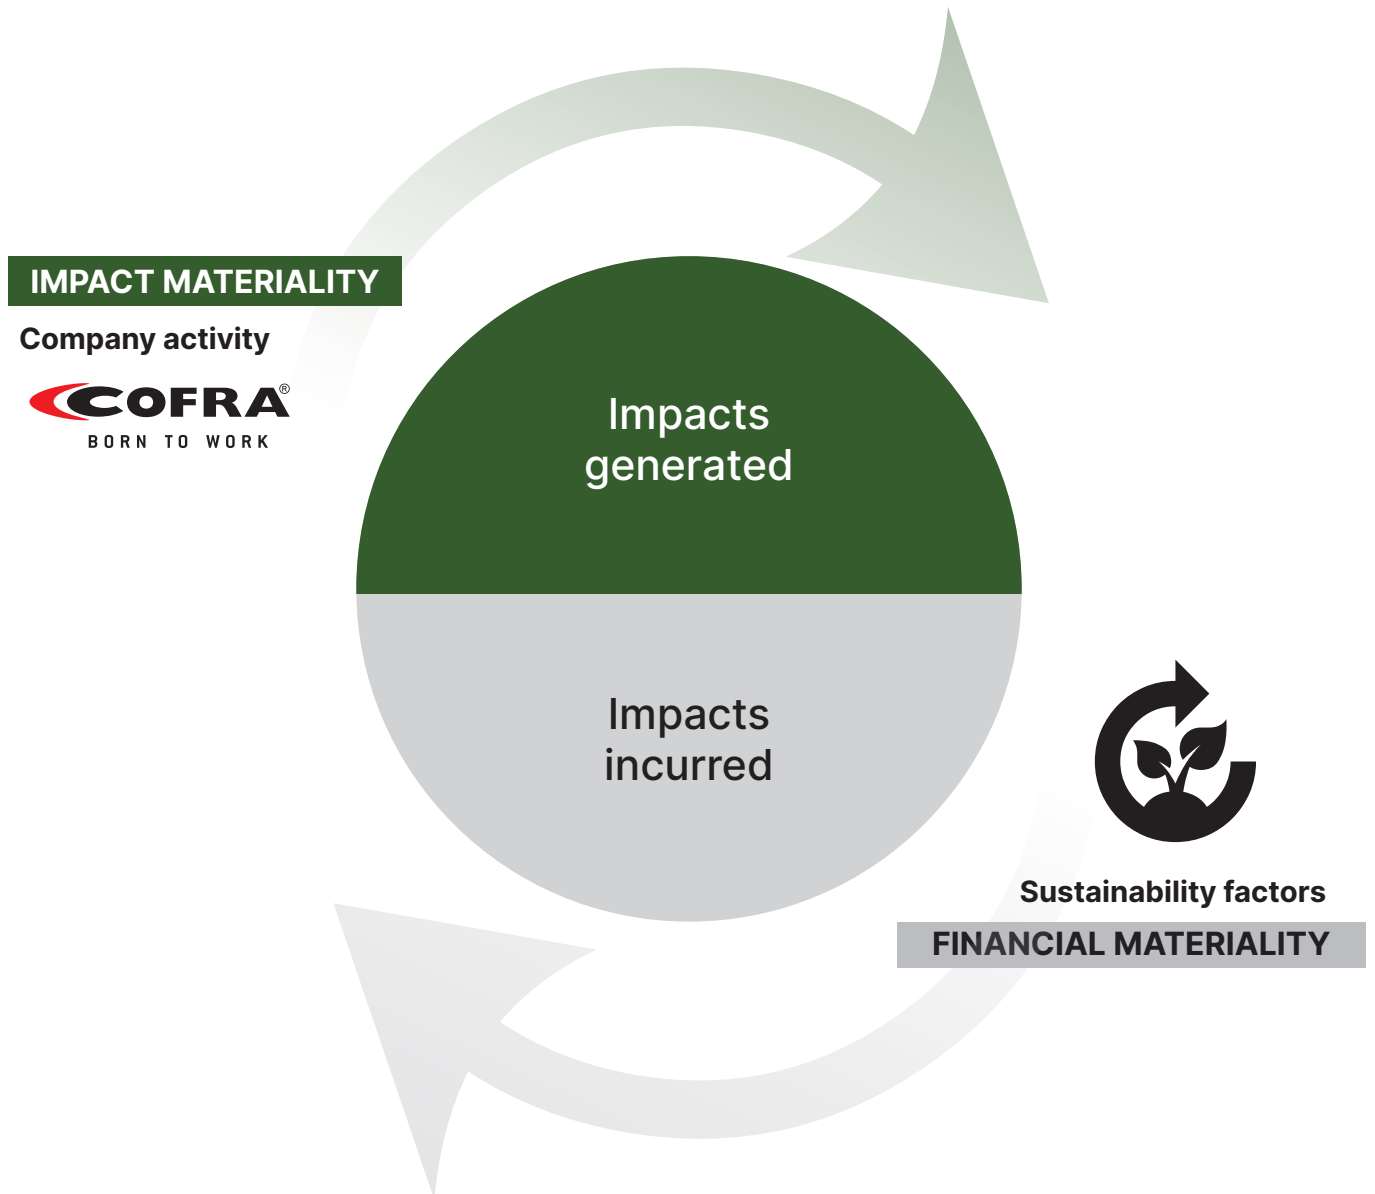 IMPACT MATERIALITY
Company activity
COFRA®
BORN TO WORK
Impacts
generated
Impacts
incurred
Sustainability factors
FINANCIAL MATERIALITY